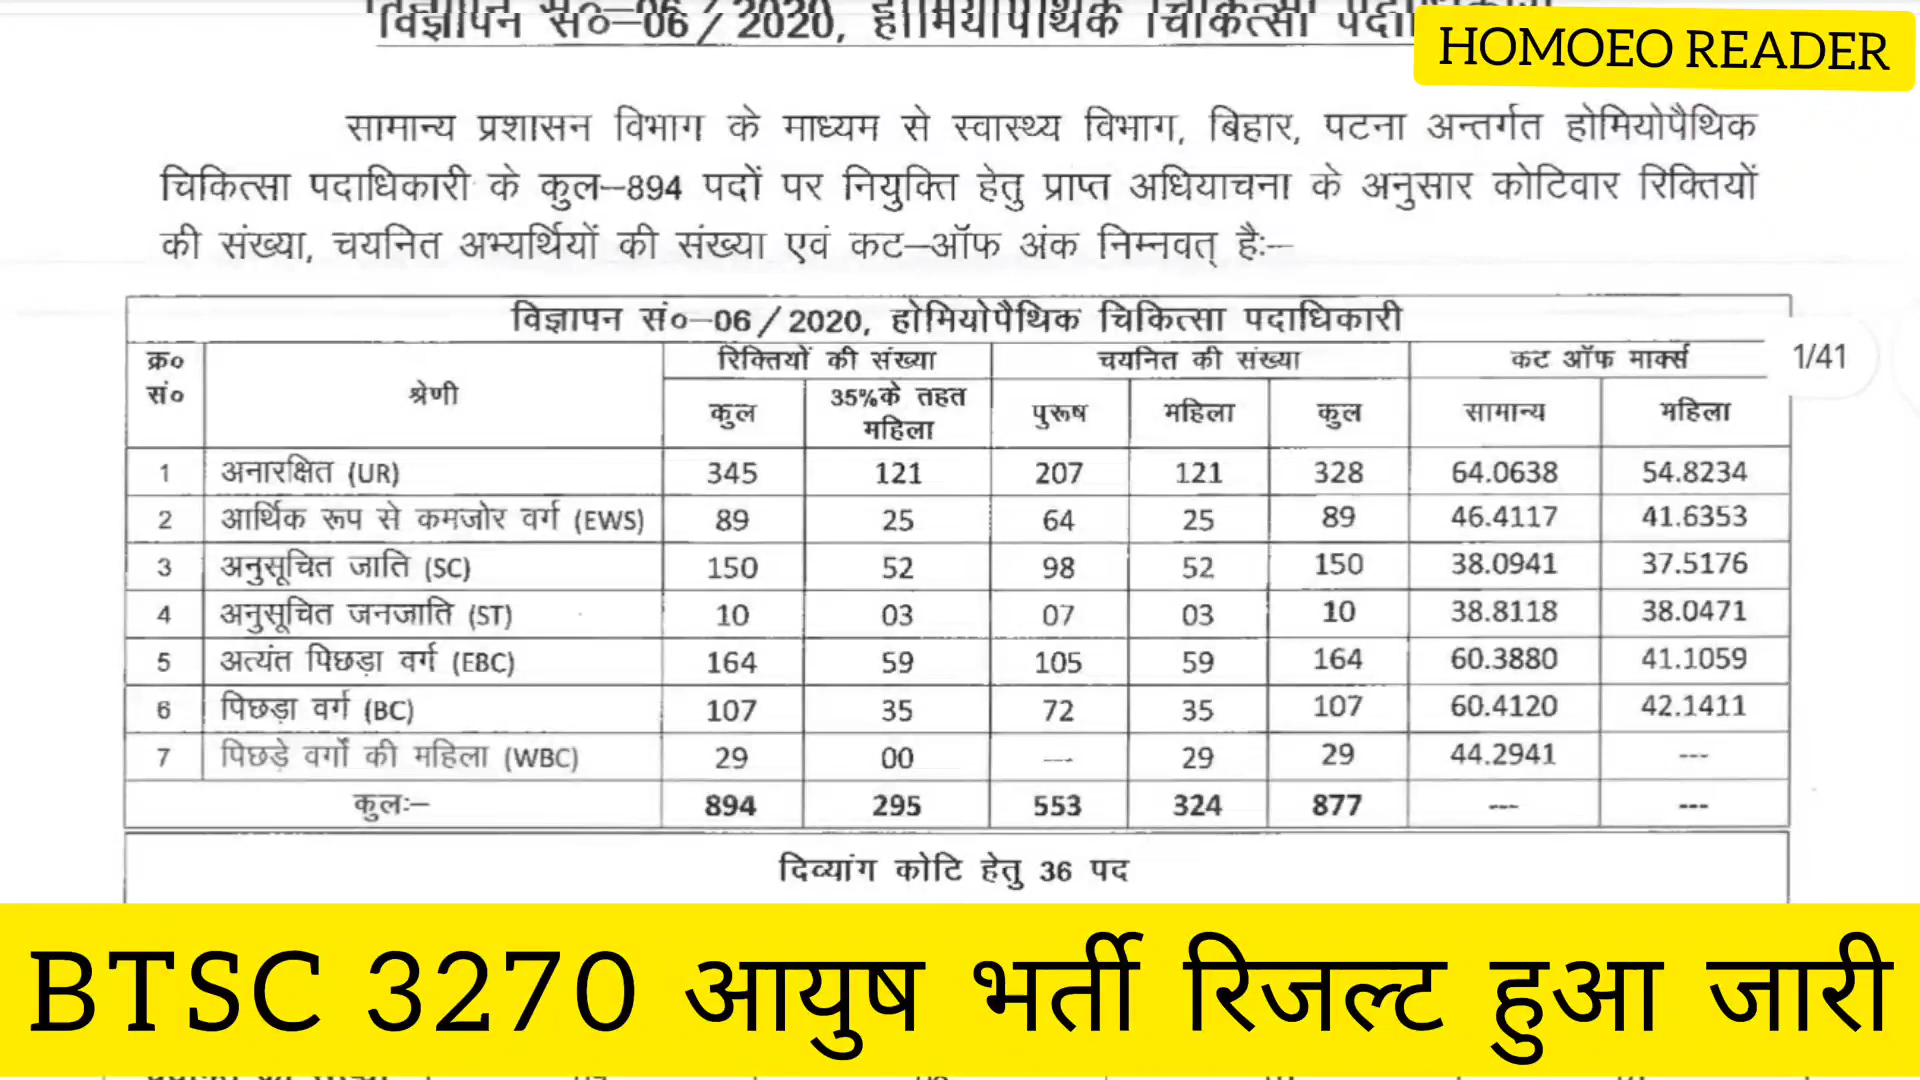 विज्ञापन सं०–06 / 2020, होमियोपैथिक चिकित्सा
HOMOEO READER
सामान्य प्रशासन विभाग के माध्यम से स्वास्थ्य विभाग, बिहार, पटना अन्तर्गत होमियोपैथिक
चिकित्सा पदाधिकारी के कुल–894 पदों पर नियुक्ति हेतु प्राप्त अधियाचना के अनुसार कोटिवार रिक्तियों
की संख्या, चयनित अभ्यर्थियों की संख्या एवं कट–ऑफ अंक निम्नवत् है:–
विज्ञापन सं०–06 / 2020, होमियोपैथिक चिकित्सा पदाधिकारी
क्र० सं० श्रेणी रिक्तियों की संख्या चयनित की संख्या कट ऑफ मार्क्स 1/41
कुल 35%के तहत महिला पुरूष महिला कुल सामान्य महिला
1 अनारक्षित (UR) 345 121 207 121 328 64.0638 54.8234
2 आर्थिक रूप से कमजोर वर्ग (EWS) 89 25 64 25 89 46.4117 41.6353
3 अनुसूचित जाति (SC) 150 52 98 52 150 38.0941 37.5176
4 अनुसूचित जनजाति (ST) 10 03 07 03 10 38.8118 38.0471
5 अत्यंत पिछड़ा वर्ग (EBC) 164 59 105 59 164 60.3880 41.1059
6 पिछड़ा वर्ग (BC) 107 35 72 35 107 60.4120 42.1411
7 पिछड़े वर्गों की महिला (WBC) 29 00 --- 29 29 44.2941 ---
कुलः– 894 295 553 324 877 --- ---
दिव्यांग कोटि हेतु 36 पद
BTSC 3270 आयुष भर्ती रिजल्ट हुआ जारी